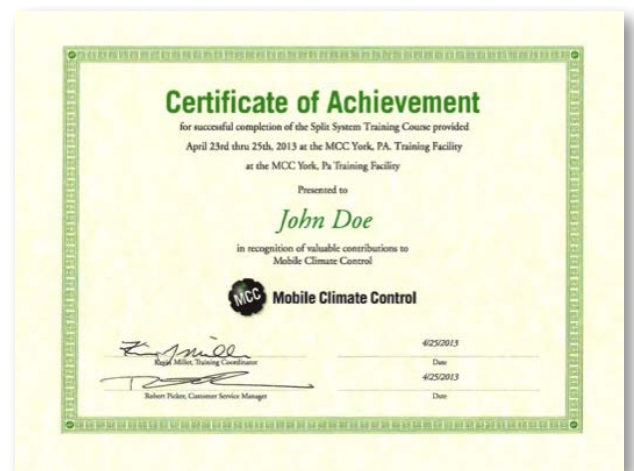 Certificate of Achievement
for successful completion of the Split System Training Course provided
April 23rd thru 25th, 2013 at the MCC York, PA. Training Facility
at the MCC York, Pa Training Facility
Presented to
John Doe
in recognition of valuable contributions to
Mobile Climate Control
MCC Mobile Climate Control
4/25/2013
Miller, Training Coordinator
Date
4/25/2013
Robert Picker, Customer Service Manager
Date